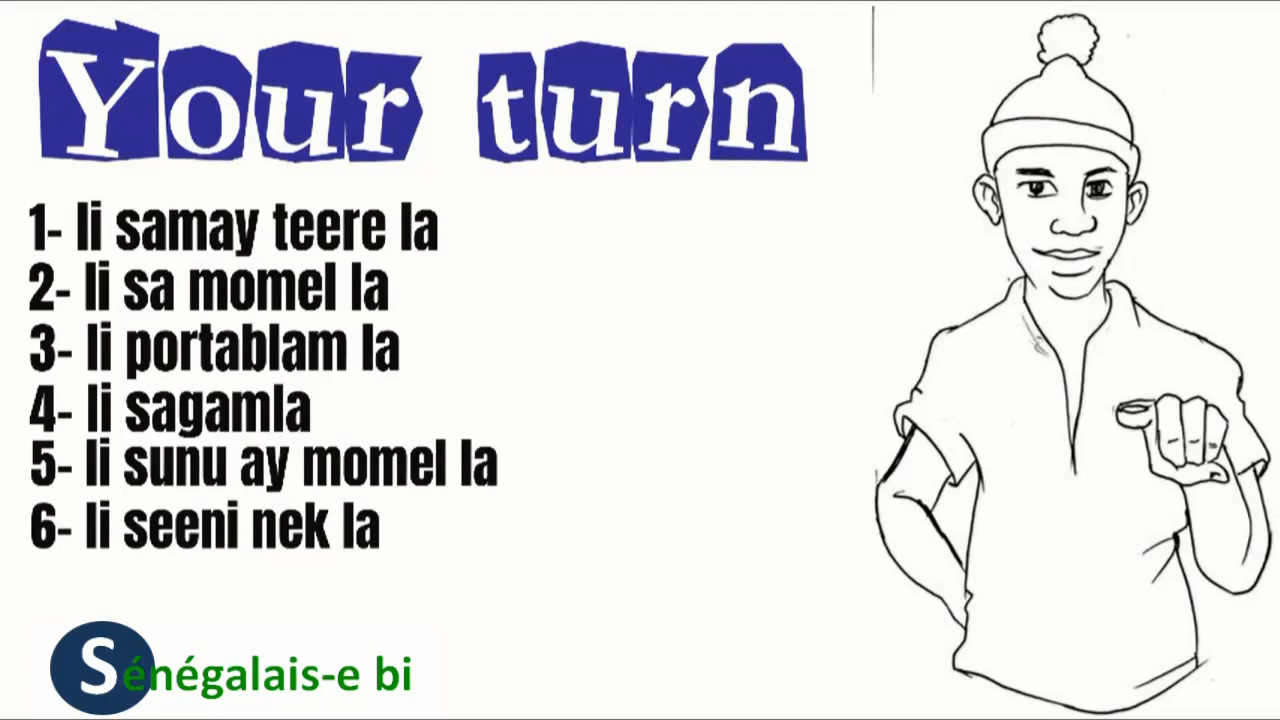 Your turn
1- li samay teere la
2- li sa momel la
3- li portablam la
4- li sagamla
5- li sunu ay momel la
6- li seeni nek la
Sénégalais-e bi